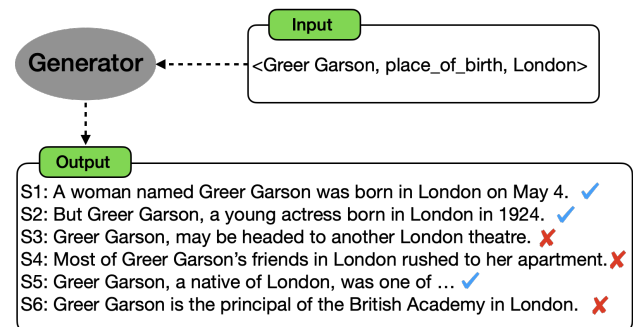 Input
Generator
<Greer Garson, place_of_birth, London>
Output
S1: A woman named Greer Garson was born in London on May 4.
S2: But Greer Garson, a young actress born in London in 1924.
S3: Greer Garson, may be headed to another London theatre.
S4: Most of Greer Garson’s friends in London rushed to her apartment.
S5: Greer Garson, a native of London, was one of …
S6: Greer Garson is the principal of the British Academy in London.